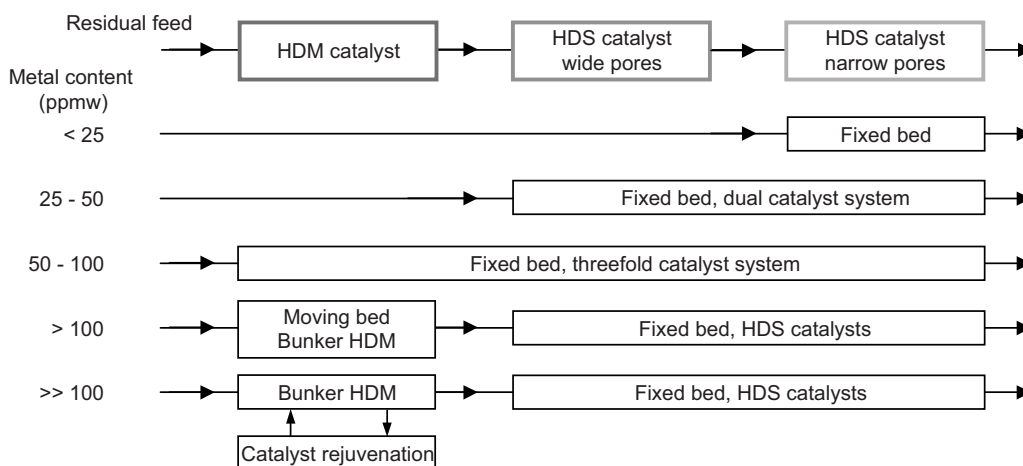 Residual feed
HDM catalyst
HDS catalyst
wide pores
HDS catalyst
narrow pores
Metal content
(ppmw)
< 25
Fixed bed
25 - 50
Fixed bed, dual catalyst system
50 - 100
Fixed bed, threefold catalyst system
> 100
Moving bed
Bunker HDM
Fixed bed, HDS catalysts
>> 100
Bunker HDM
Fixed bed, HDS catalysts
Catalyst rejuvenation